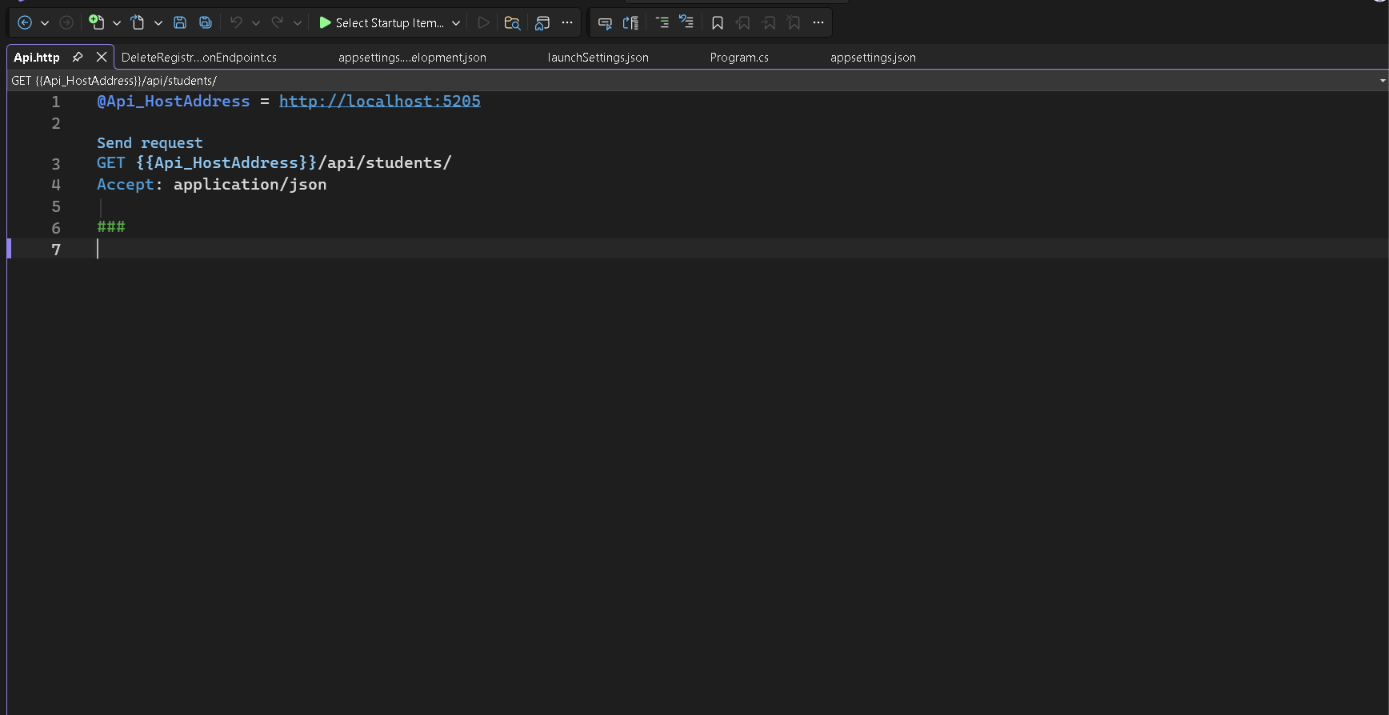 Select Startup Item...
Api.http
DeleteRegistr...onEndpoint.cs
appsettings....elopment.json
launchSettings.json
Program.cs
appsettings.json
GET {{Api_HostAddress}}/api/students/
1 @Api_HostAddress = http://localhost:5205
2
Send request
3 GET {{Api_HostAddress}}/api/students/
4 Accept: application/json
5
6 ###
7